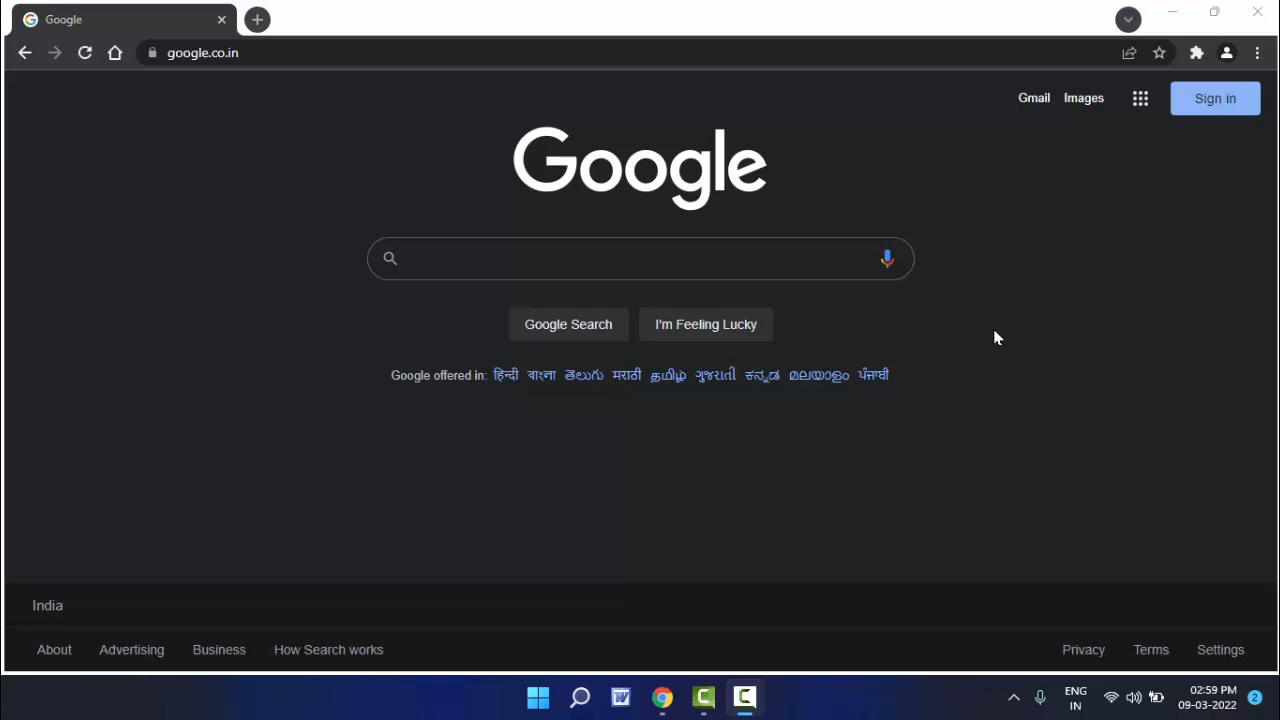 Google
google.co.in
Gmail Images Sign in
Google
Google Search I'm Feeling Lucky
Google offered in: हिन्दी বাংলা తెలుగు मराठी தமிழ் ગુજરાતી ಕನ್ನಡ മലയാളം ਪੰਜਾਬੀ
India
About Advertising Business How Search works Privacy Terms Settings
ENG
IN
02:59 PM
09-03-2022
2